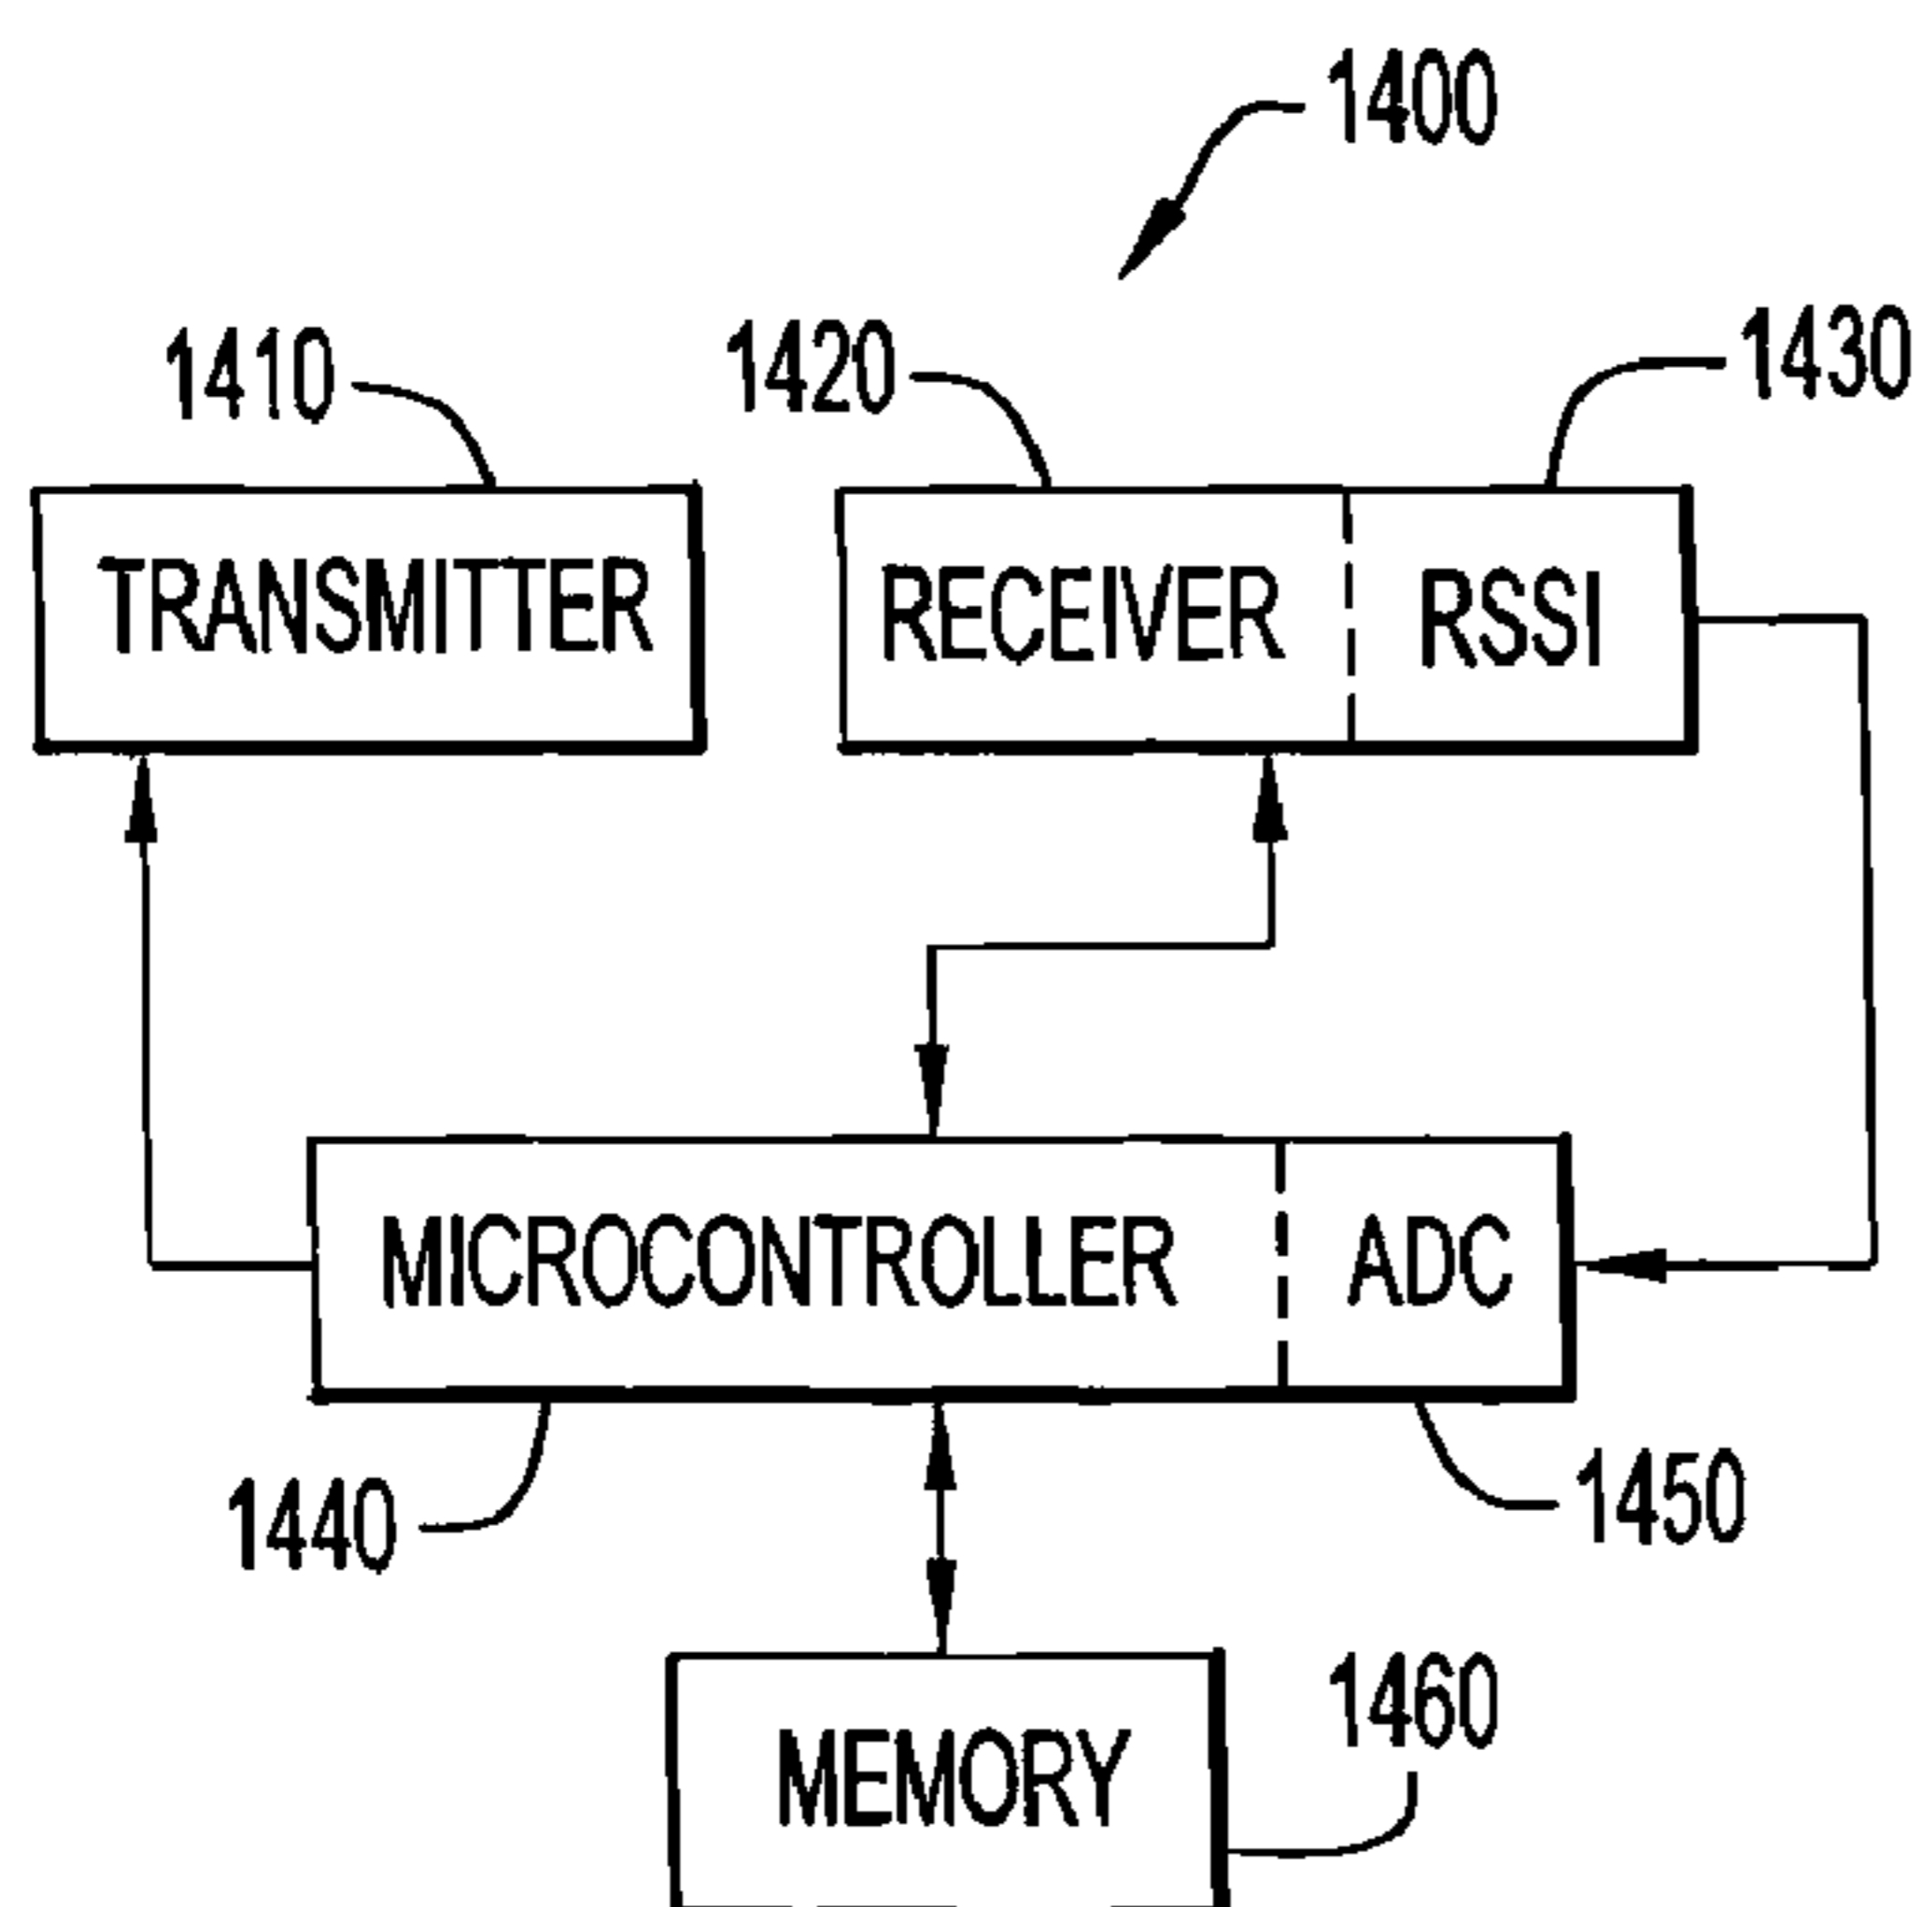 1400
1410
1420
1430
TRANSMITTER
RECEIVER
RSSI
MICROCONTROLLER
ADC
1440
1450
1460
MEMORY